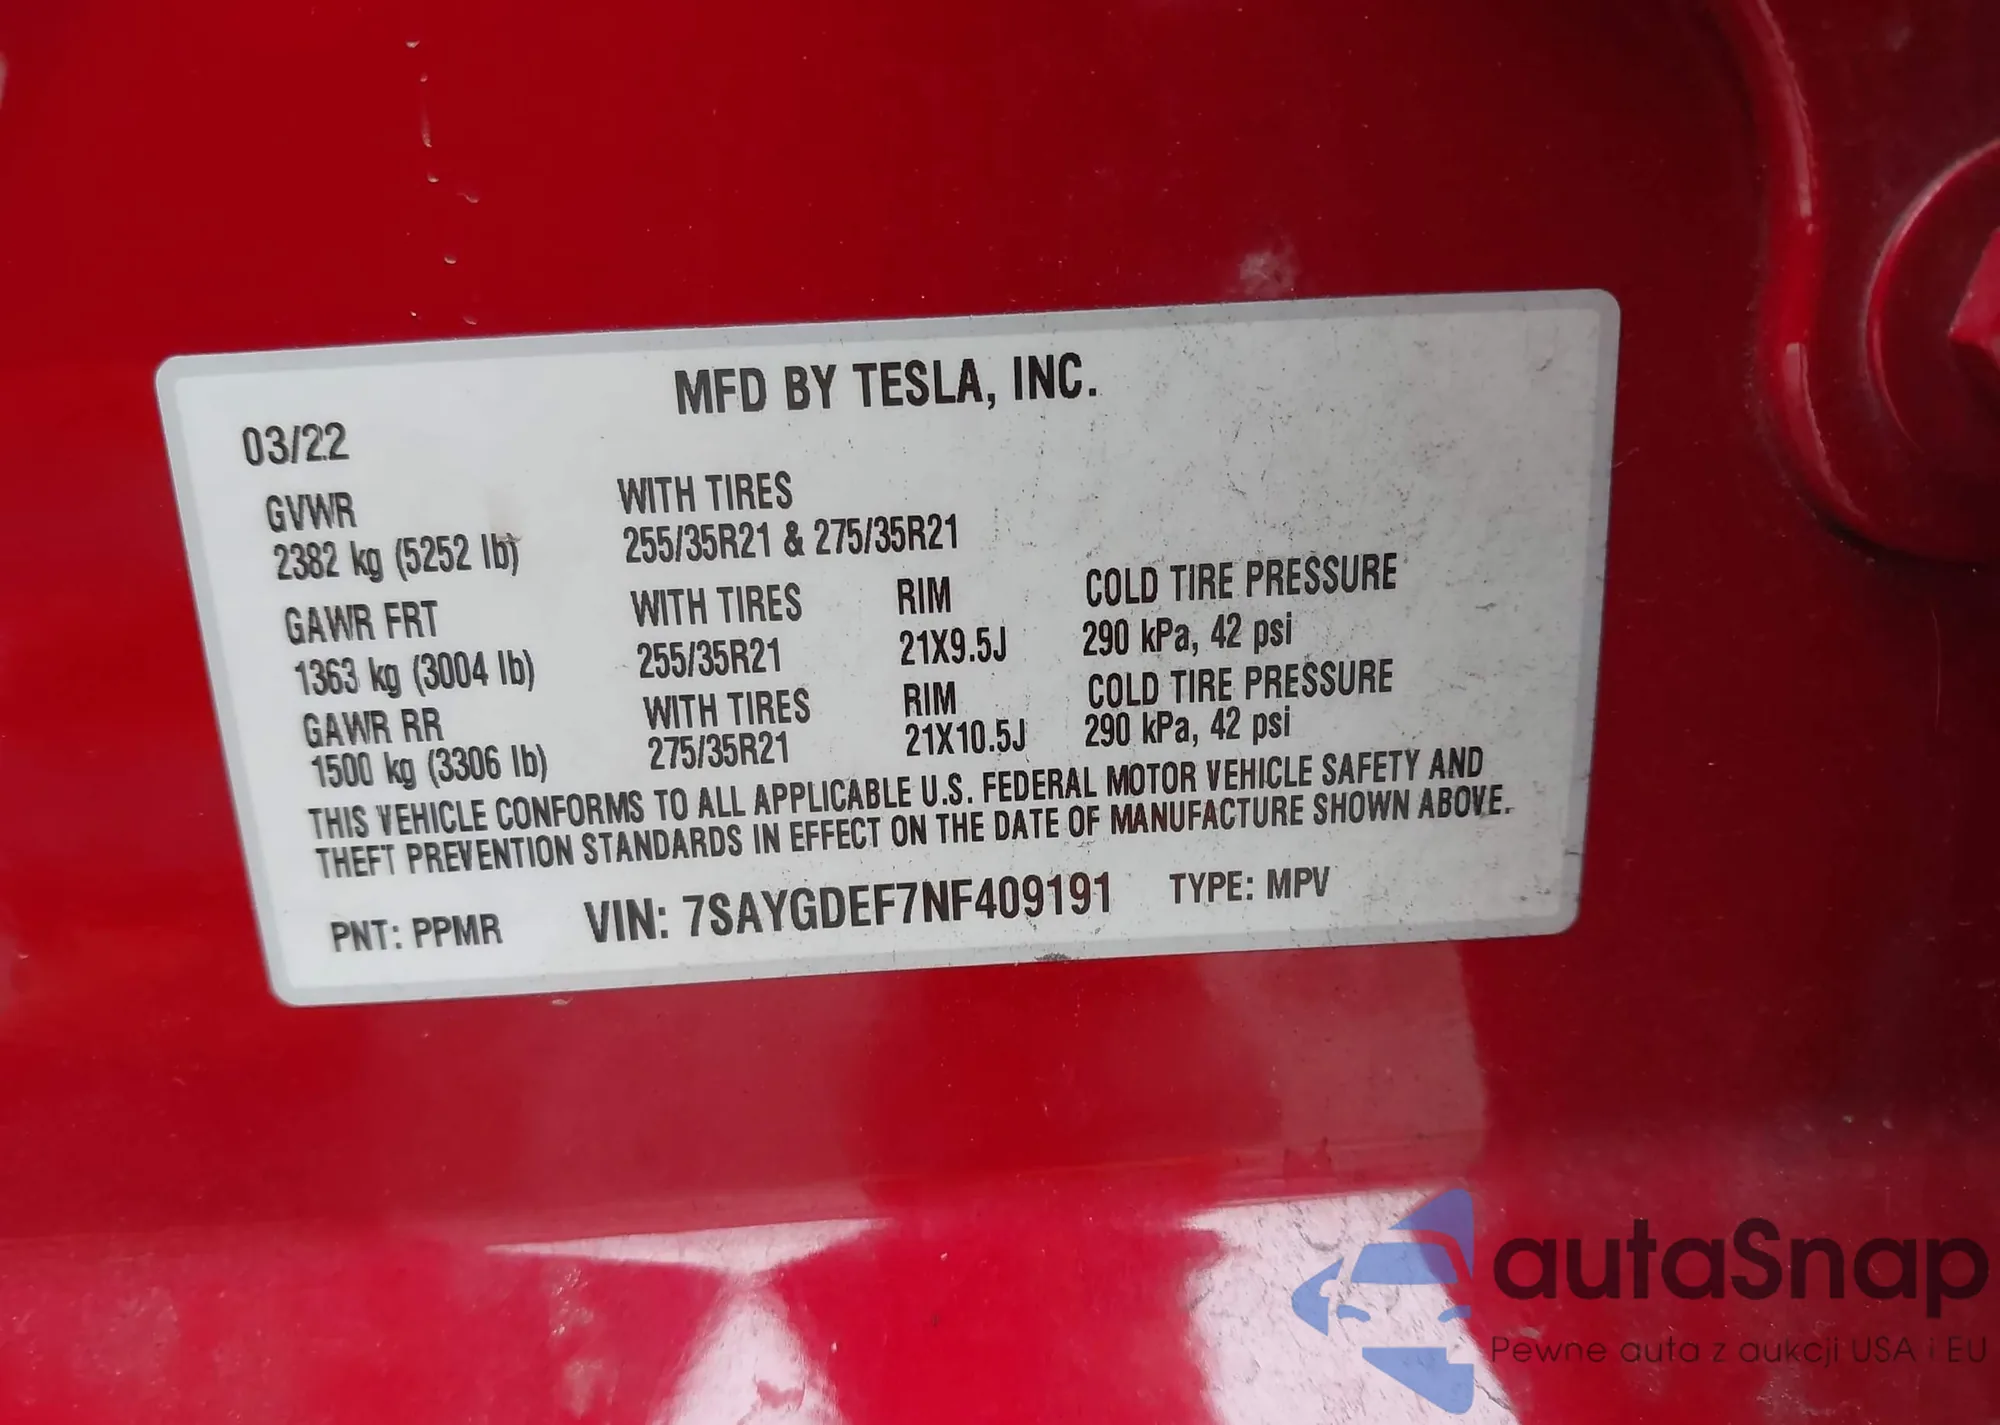 MFD BY TESLA, INC.
03/22
GVWR WITH TIRES
2382 kg (5252 lb) 255/35R21 & 275/35R21
GAWR FRT WITH TIRES RIM COLD TIRE PRESSURE
1363 kg (3004 lb) 255/35R21 21X9.5J 290 kPa, 42 psi
GAWR RR WITH TIRES RIM COLD TIRE PRESSURE
1500 kg (3306 lb) 275/35R21 21X10.5J 290 kPa, 42 psi
THIS VEHICLE CONFORMS TO ALL APPLICABLE U.S. FEDERAL MOTOR VEHICLE SAFETY AND
THEFT PREVENTION STANDARDS IN EFFECT ON THE DATE OF MANUFACTURE SHOWN ABOVE.
PNT: PPMR VIN: 7SAYGDEF7NF409191 TYPE: MPV
autaSnap
Pewne auta z aukcji USA i EU